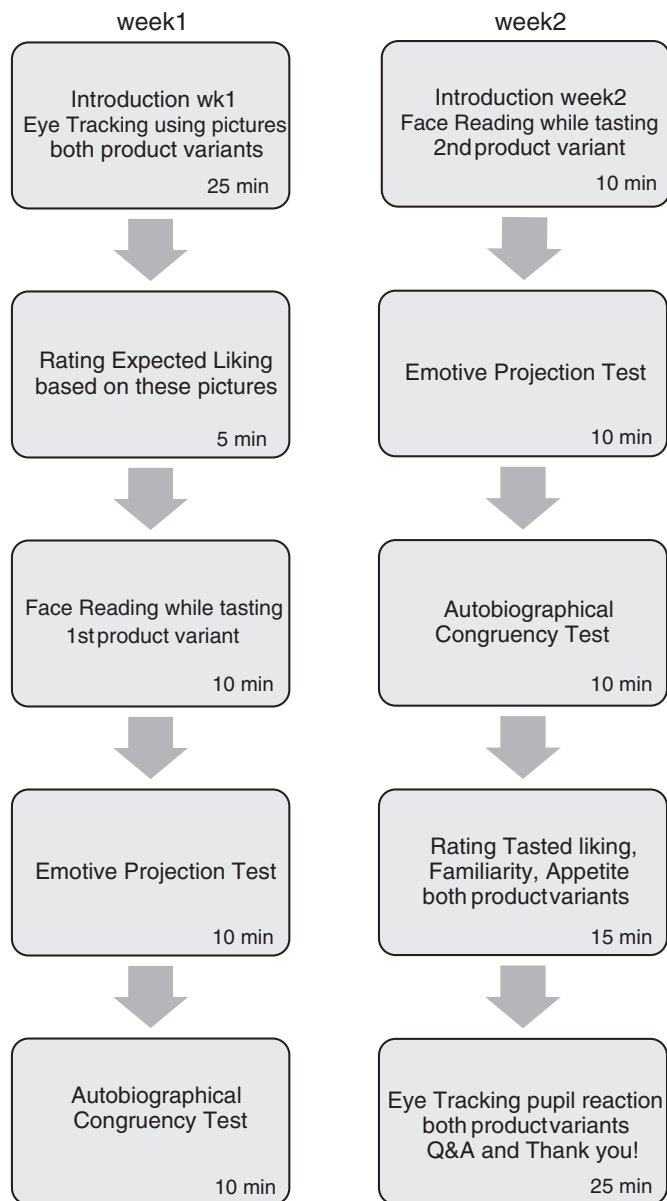 week1
Introduction wk1
Eye Tracking using pictures
both product variants
25 min
Rating Expected Liking
based on these pictures
5 min
Face Reading while tasting
1st product variant
10 min
Emotive Projection Test
10 min
Autobiographical
Congruency Test
10 min
week2
Introduction week2
Face Reading while tasting
2nd product variant
10 min
Emotive Projection Test
10 min
Autobiographical
Congruency Test
10 min
Rating Tasted liking,
Familiarity, Appetite
both product variants
15 min
Eye Tracking pupil reaction
both product variants
Q&A and Thank you!
25 min